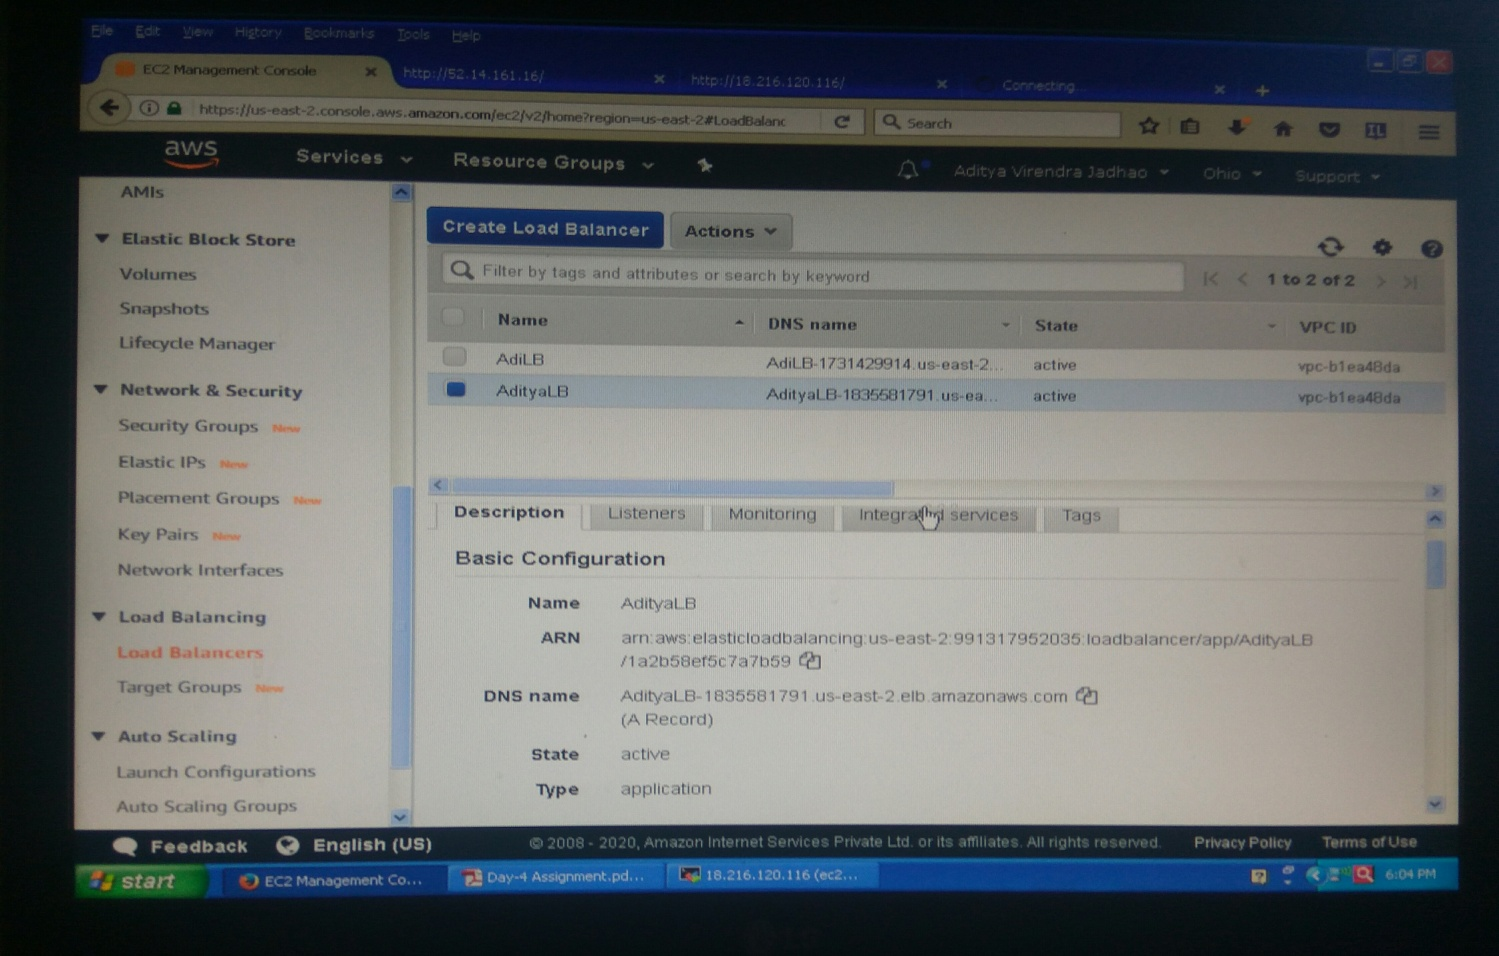 File Edit View History Bookmarks Tools Help
EC2 Management Console × http://52.14.161.16/ × http://18.216.120.116/ × Connecting... × +
https://us-east-2.console.aws.amazon.com/ec2/v2/home?region=us-east-2#LoadBalanc Search
aws Services Resource Groups Aditya Virendra Jadhao Ohio Support
AMIs
Elastic Block Store
Volumes
Snapshots
Lifecycle Manager
Network & Security
Security Groups New
Elastic IPs New
Placement Groups New
Key Pairs New
Network Interfaces
Load Balancing
Load Balancers
Target Groups New
Auto Scaling
Launch Configurations
Auto Scaling Groups
Create Load Balancer Actions
Filter by tags and attributes or search by keyword 1 to 2 of 2
Name DNS name State VPC ID
AdiLB AdiLB-1731429914.us-east-2... active vpc-b1ea48da
AdityaLB AdityaLB-1835581791.us-ea... active vpc-b1ea48da
Description Listeners Monitoring Integrated services Tags
Basic Configuration
Name AdityaLB
ARN arn:aws:elasticloadbalancing:us-east-2:991317952035:loadbalancer/app/AdityaLB
/1a2b58ef5c7a7b59
DNS name AdityaLB-1835581791.us-east-2.elb.amazonaws.com
(A Record)
State active
Type application
Feedback English (US) © 2008 - 2020, Amazon Internet Services Private Ltd. or its affiliates. All rights reserved. Privacy Policy Terms of Use
start EC2 Management Co... Day-4 Assignment.pd... 18.216.120.116 (ec2... 6:04 PM